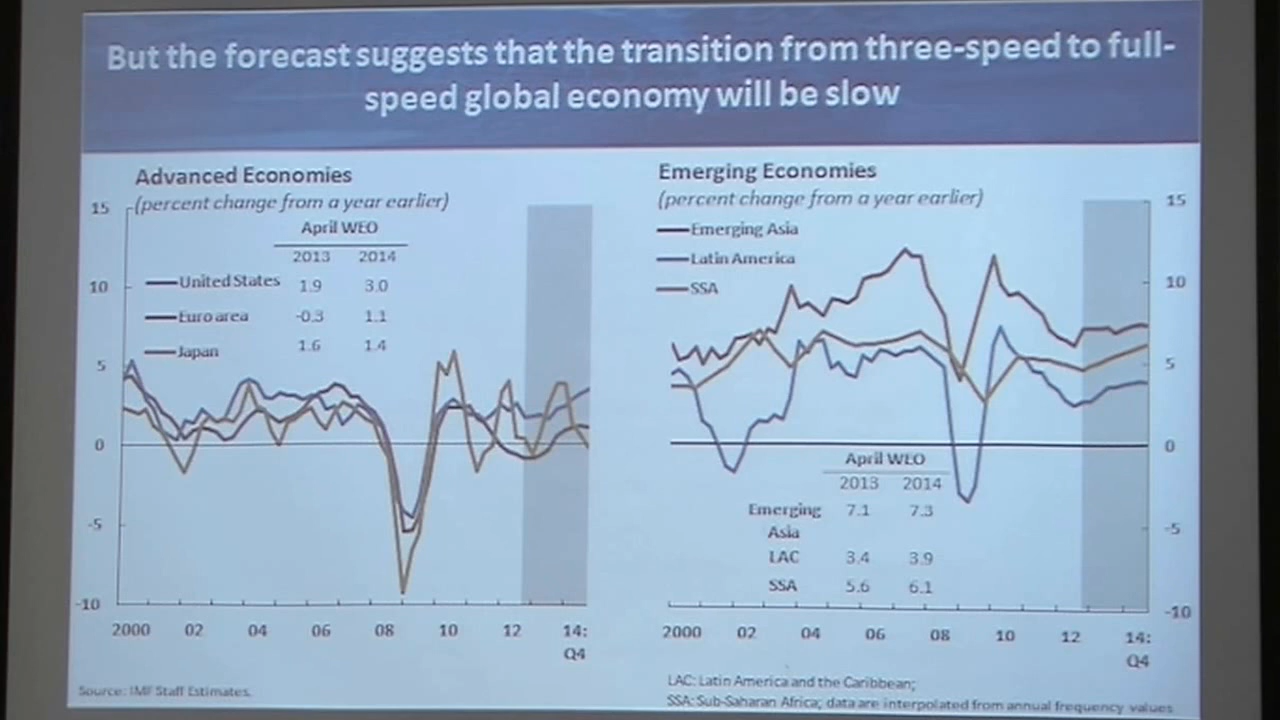 But the forecast suggests that the transition from three-speed to full-
speed global economy will be slow
Advanced Economies
(percent change from a year earlier)
April WEO
2013 2014
United States 1.9 3.0
Euro area -0.3 1.1
Japan 1.6 1.4
15
10
5
0
-5
-10
2000 02 04 06 08 10 12 14:
Q4
Source: IMF Staff Estimates.
Emerging Economies
(percent change from a year earlier)
Emerging Asia
Latin America
SSA
15
10
5
0
-5
-10
April WEO
2013 2014
Emerging 7.1 7.3
Asia
LAC 3.4 3.9
SSA 5.6 6.1
2000 02 04 06 08 10 12 14:
Q4
LAC: Latin America and the Caribbean;
SSA: Sub-Saharan Africa; data are interpolated from annual frequency values